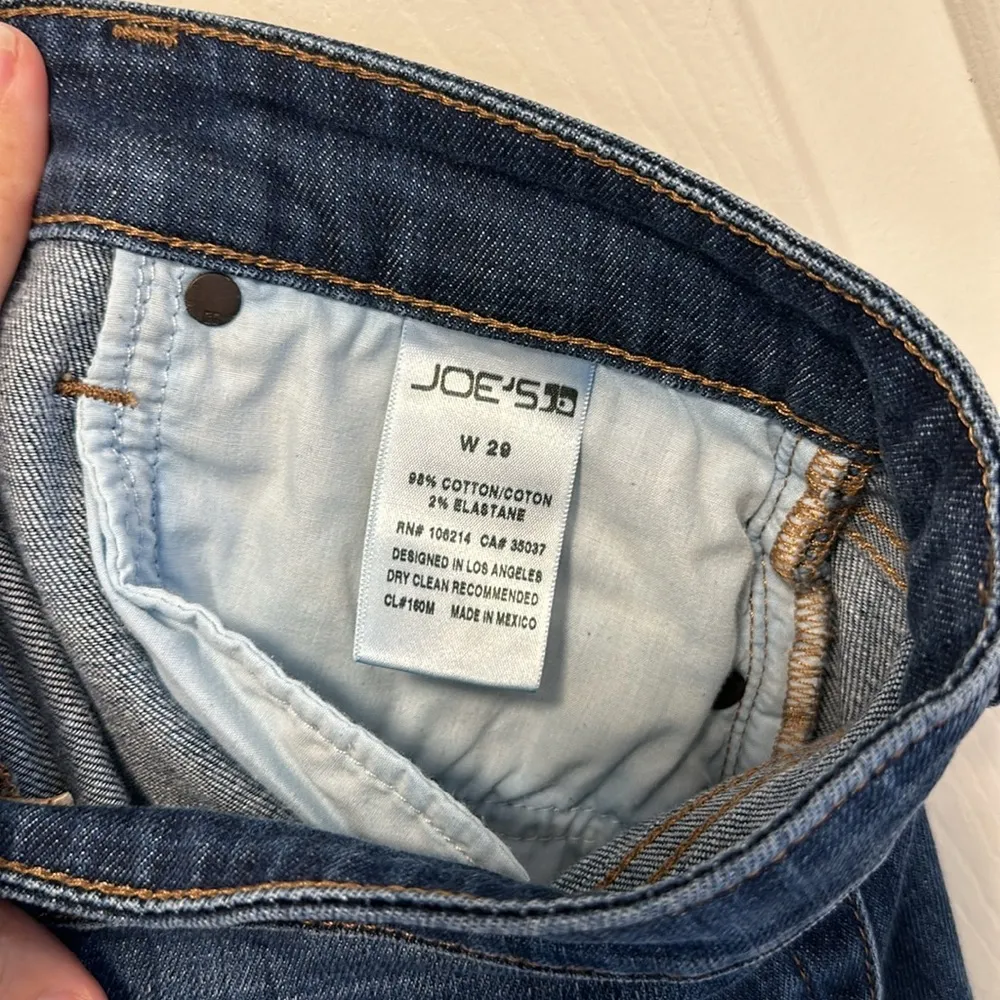 JOE'S
W 29
98% COTTON/COTON
2% ELASTANE
RN# 106214 CA# 35037
DESIGNED IN LOS ANGELES
DRY CLEAN RECOMMENDED
CL#160M MADE IN MEXICO